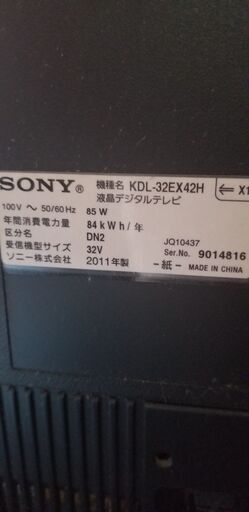 SONY® 機種名 KDL-32EX42H
液晶デジタルテレビ
100V ～ 50/60Hz 85W
年間消費電力量 84kWh/年
区分名 DN2 JQ10437
受信機型サイズ 32V Ser.No. 9014816
ソニー株式会社 2011年製 -紙- MADE IN CHINA
⇐ X1